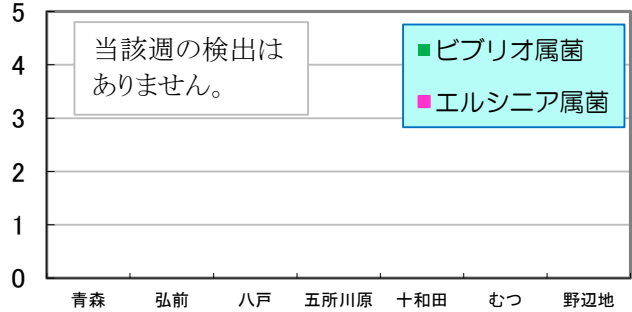 5
当該週の検出は
ありません。
ビブリオ属菌
エルシニア属菌
4
3
2
1
0
青森 弘前 八戸 五所川原 十和田 むつ 野辺地